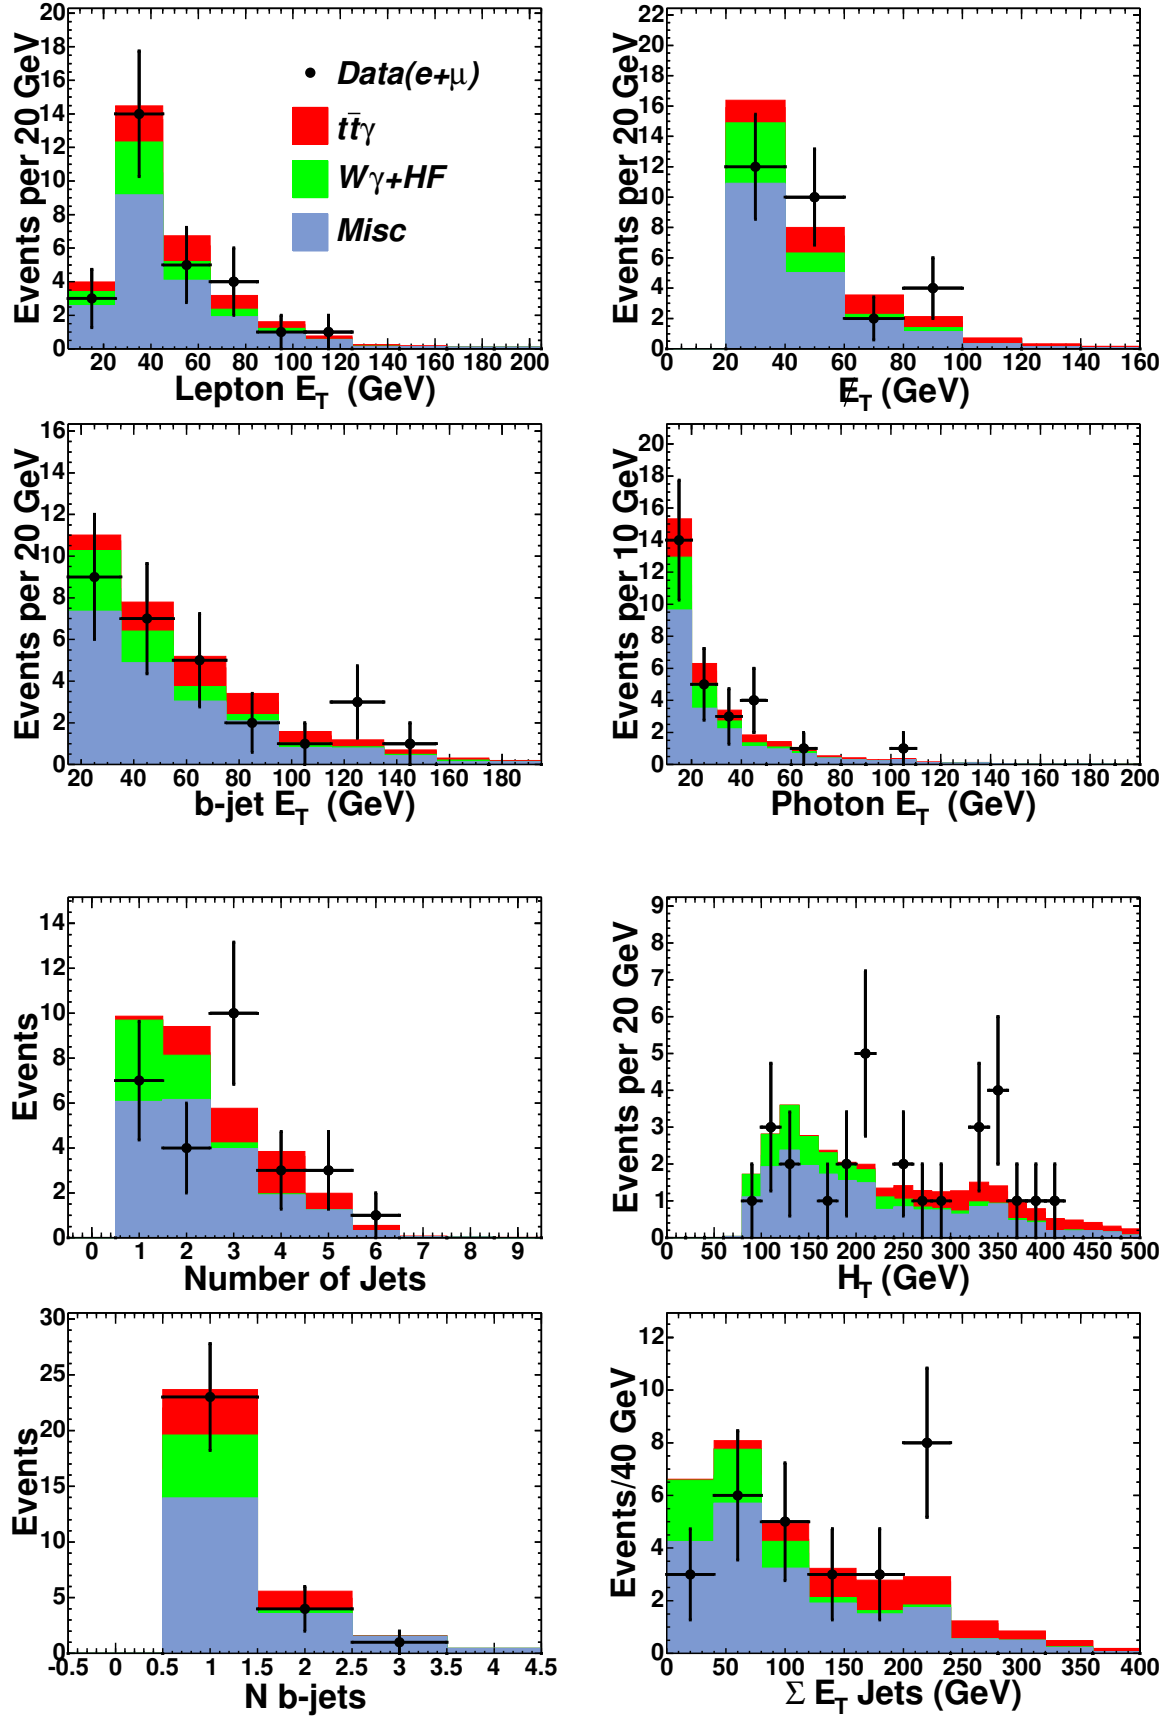 Events per 20 GeV
20
18
16
14
12
10
8
6
4
2
0
20 40 60 80 100 120 140 160 180 200
Lepton E_T (GeV)
Data(e+μ)
tt̄γ
Wγ+HF
Misc
Events per 20 GeV
22
20
18
16
14
12
10
8
6
4
2
0
0 20 40 60 80 100 120 140 160
E̸_T (GeV)
Events per 20 GeV
16
14
12
10
8
6
4
2
0
20 40 60 80 100 120 140 160 180
b-jet E_T (GeV)
Events per 10 GeV
20
18
16
14
12
10
8
6
4
2
0
20 40 60 80 100 120 140 160 180 200
Photon E_T (GeV)
Events
14
12
10
8
6
4
2
0
0 1 2 3 4 5 6 7 8 9
Number of Jets
Events per 20 GeV
9
8
7
6
5
4
3
2
1
0
0 50 100 150 200 250 300 350 400 450 500
H_T (GeV)
Events
30
25
20
15
10
5
0
-0.5 0 0.5 1 1.5 2 2.5 3 3.5 4 4.5
N b-jets
Events/40 GeV
12
10
8
6
4
2
0
0 50 100 150 200 250 300 350 400
Σ E_T Jets (GeV)